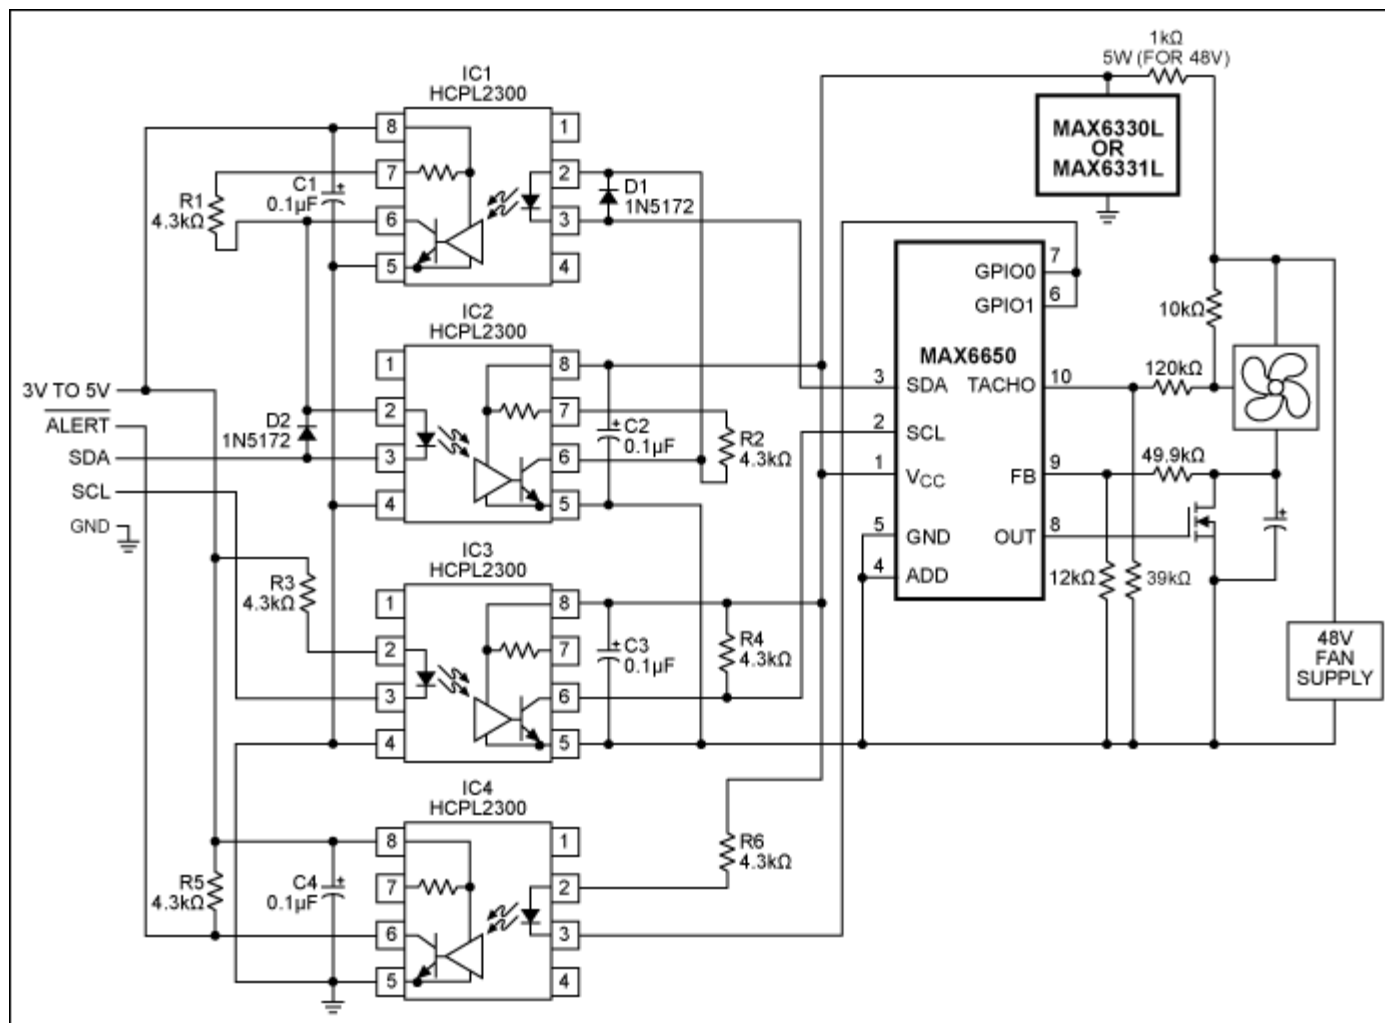 1kΩ
5W (FOR 48V)
IC1
HCPL2300
8
1
7
2
6
3
5
4
R1
4.3kΩ
C1
+
0.1µF
D1
1N5172
MAX6330L
OR
MAX6331L
IC2
HCPL2300
1
8
2
7
3
6
4
5
3V TO 5V
ALERT
SDA
SCL
GND
D2
1N5172
+
C2
0.1µF
R2
4.3kΩ
MAX6650
GPIO0
7
GPIO1
6
3
SDA
TACHO
10
2
SCL
1
VCC
FB
9
5
GND
OUT
8
4
ADD
10kΩ
120kΩ
49.9kΩ
+
12kΩ
39kΩ
48V
FAN
SUPPLY
IC3
HCPL2300
1
8
2
7
3
6
4
5
R3
4.3kΩ
+
C3
0.1µF
R4
4.3kΩ
IC4
HCPL2300
8
1
7
2
6
3
5
4
R5
4.3kΩ
C4
+
0.1µF
R6
4.3kΩ